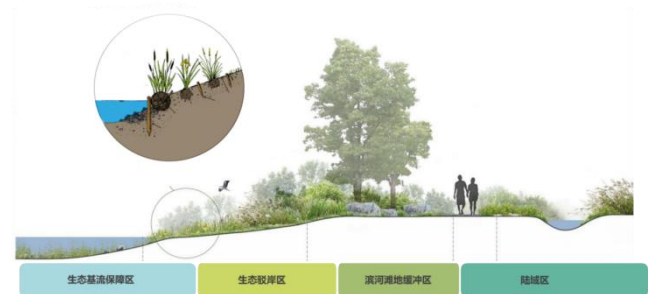 生态基流保障区
生态驳岸区
滨河滩地缓冲区
陆域区